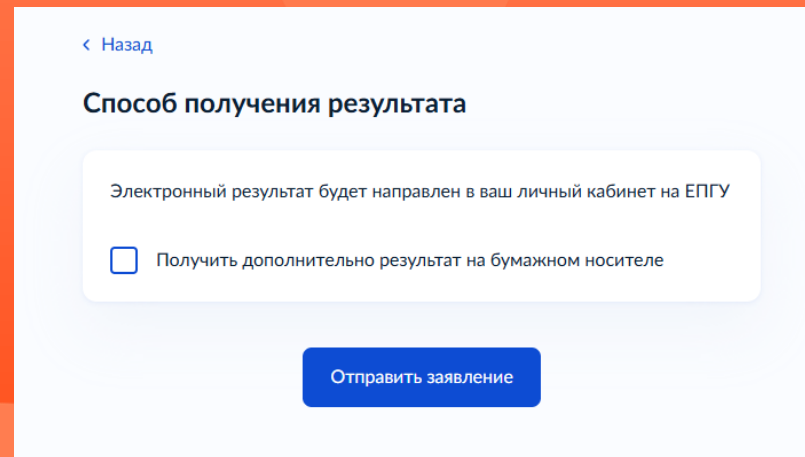 Назад
Способ получения результата
Электронный результат будет направлен в ваш личный кабинет на ЕПГУ
Получить дополнительно результат на бумажном носителе
Отправить заявление